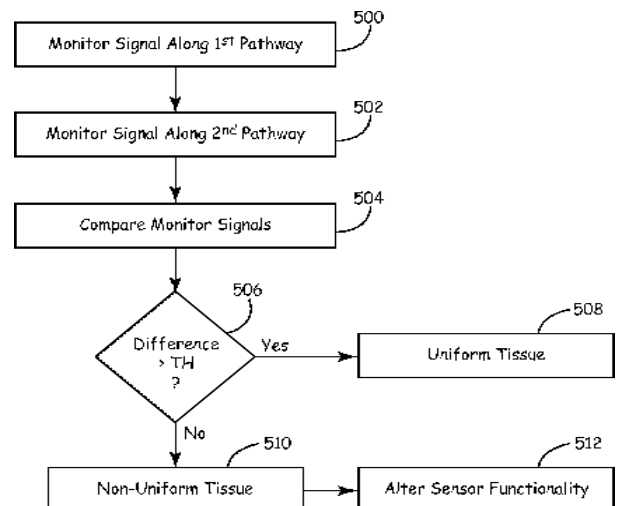 500
Monitor Signal Along 1st Pathway
502
Monitor Signal Along 2nd Pathway
504
Compare Monitor Signals
506
Difference
> TH
?
Yes
508
Uniform Tissue
No
510
Non-Uniform Tissue
512
Alter Sensor Functionality